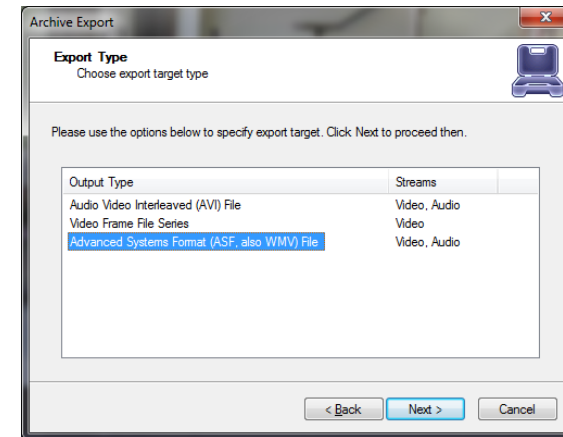 Archive Export
Export Type
Choose export target type
Please use the options below to specify export target. Click Next to proceed then.
Output Type Streams
Audio Video Interleaved (AVI) File Video, Audio
Video Frame File Series Video
Advanced Systems Format (ASF, also WMV) File Video, Audio
< Back Next > Cancel